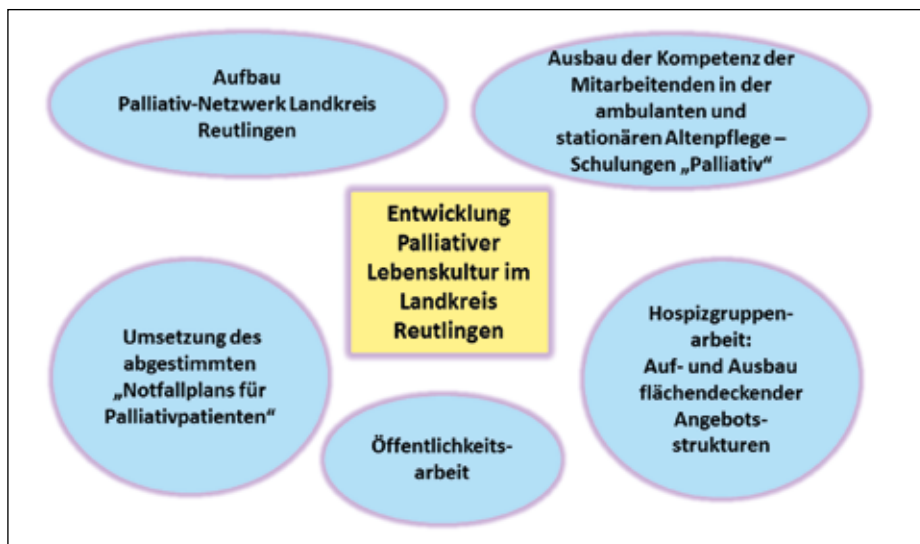 Aufbau
Palliativ-Netzwerk Landkreis
Reutlingen
Ausbau der Kompetenz der
Mitarbeitenden in der
ambulanten und
stationären Altenpflege –
Schulungen „Palliativ“
Entwicklung
Palliativer
Lebenskultur im
Landkreis
Reutlingen
Umsetzung des
abgestimmten
„Notfallplans für
Palliativpatienten“
Öffentlichkeits-
arbeit
Hospizgruppen-
arbeit:
Auf- und Ausbau
flächendeckender
Angebots-
strukturen